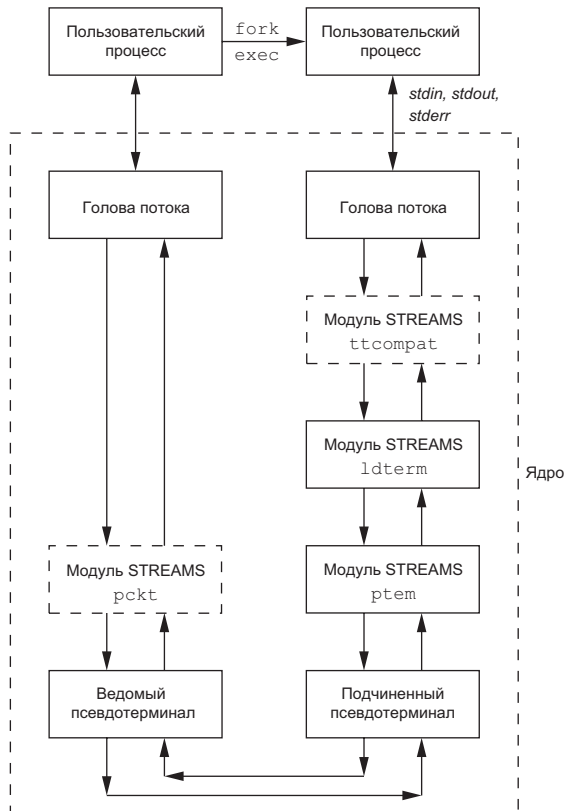 Пользовательский
процесс
fork
exec
Пользовательский
процесс
stdin, stdout,
stderr
Голова потока
Голова потока
Модуль STREAMS
ttcompat
Модуль STREAMS
ldterm
Ядро
Модуль STREAMS
pckt
Модуль STREAMS
ptem
Ведомый
псевдотерминал
Подчиненный
псевдотерминал